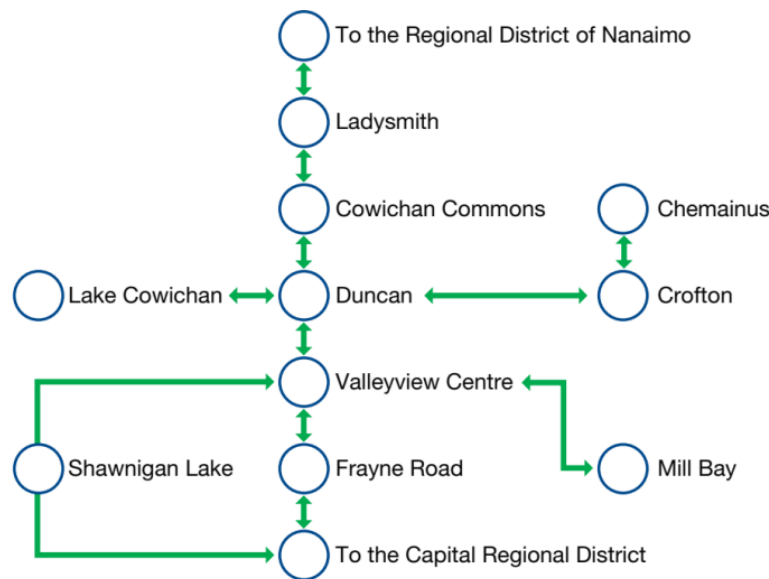 To the Regional District of Nanaimo
Ladysmith
Cowichan Commons
Chemainus
Lake Cowichan
Duncan
Crofton
Valleyview Centre
Shawnigan Lake
Frayne Road
Mill Bay
To the Capital Regional District